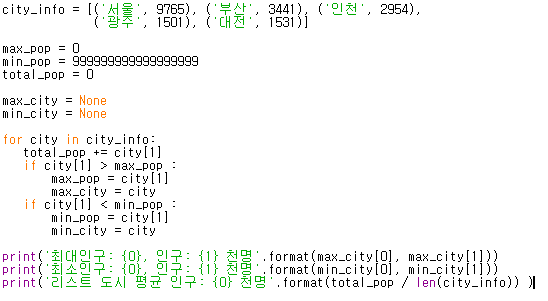 city_info = [('서울', 9765), ('부산', 3441), ('인천', 2954),
('광주', 1501), ('대전', 1531)]
max_pop = 0
min_pop = 999999999999999999
total_pop = 0
max_city = None
min_city = None
for city in city_info:
total_pop += city[1]
if city[1] > max_pop :
max_pop = city[1]
max_city = city
if city[1] < min_pop :
min_pop = city[1]
min_city = city
print('최대인구: {0}, 인구: {1} 천명'.format(max_city[0], max_city[1]))
print('최소인구: {0}, 인구: {1} 천명'.format(min_city[0], min_city[1]))
print('리스트 도시 평균 인구: {0} 천명'.format(total_pop / len(city_info)) )